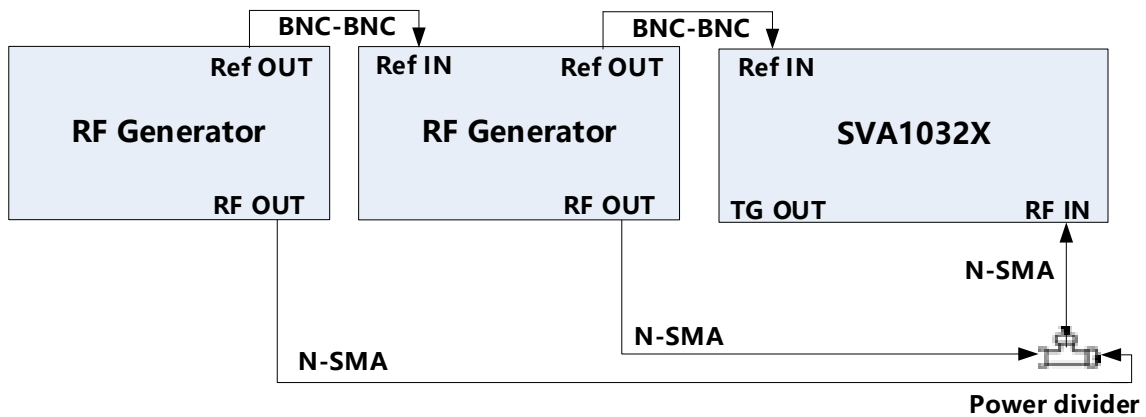 BNC-BNC
BNC-BNC
Ref OUT
Ref IN
Ref OUT
Ref IN
RF Generator
RF Generator
SVA1032X
RF OUT
RF OUT
TG OUT
RF IN
N-SMA
N-SMA
N-SMA
Power divider